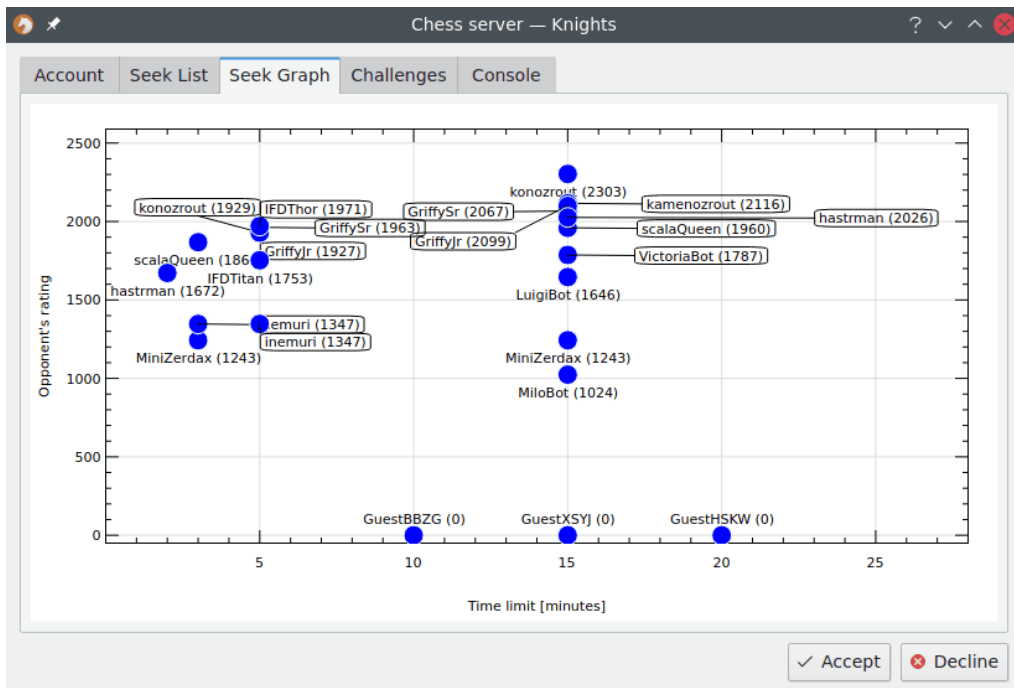 Chess server — Knights
?
Account Seek List Seek Graph Challenges Console
2500
2000
1500
1000
500
0
Opponent's rating
konozrout (2303)
konozrout (1929)
IFDThor (1971)
GriffySr (2067)
kamenozrout (2116)
hastrman (2026)
GriffySr (1963)
scalaQueen (1960)
GriffyJr (2099)
GriffyJr (1927)
scalaQueen (186
VictoriaBot (1787)
IFDTitan (1753)
hastrman (1672)
LuigiBot (1646)
emuri (1347)
inemuri (1347)
MiniZerdax (1243)
MiniZerdax (1243)
MiloBot (1024)
GuestBBZG (0)
GuestXSYJ (0)
GuestHSKW (0)
5 10 15 20 25
Time limit [minutes]
Accept Decline